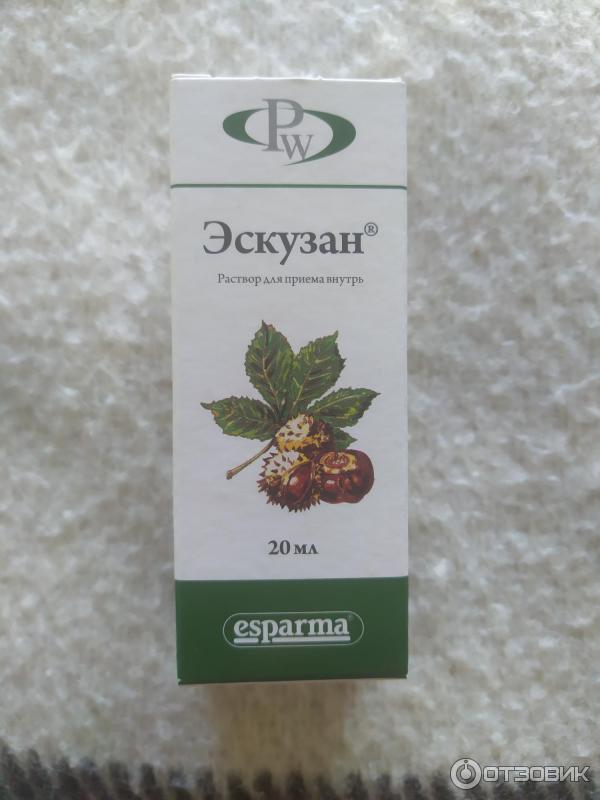 PW
Эскузан®
Раствор для приема внутрь
20 мл
esparma®
ОТЗОВИК